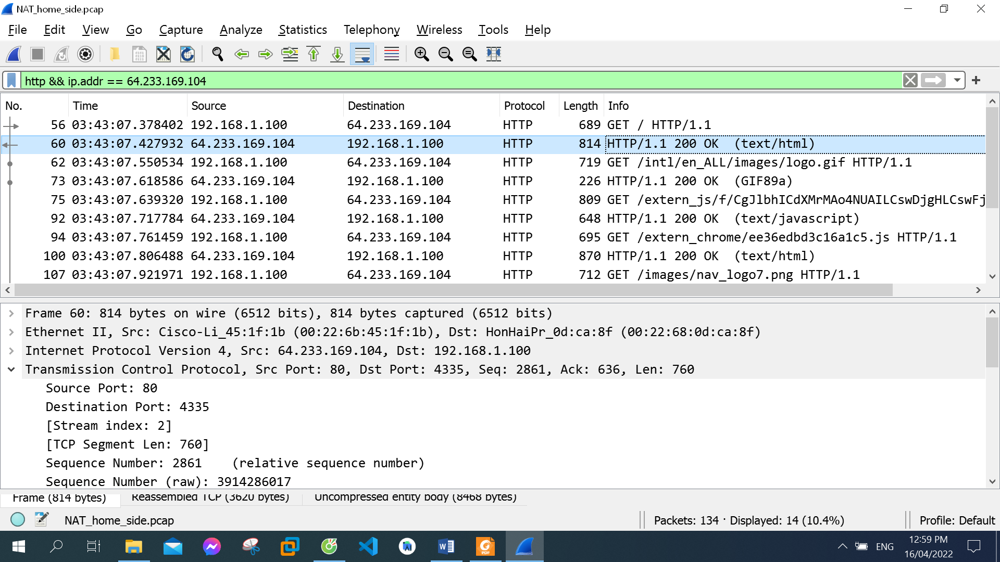 NAT_home_side.pcap
File Edit View Go Capture Analyze Statistics Telephony Wireless Tools Help
http && ip.addr == 64.233.169.104
No. Time Source Destination Protocol Length Info
56 03:43:07.378402 192.168.1.100 64.233.169.104 HTTP 689 GET / HTTP/1.1
60 03:43:07.427932 64.233.169.104 192.168.1.100 HTTP 814 HTTP/1.1 200 OK (text/html)
62 03:43:07.550534 192.168.1.100 64.233.169.104 HTTP 719 GET /intl/en_ALL/images/logo.gif HTTP/1.1
73 03:43:07.618586 64.233.169.104 192.168.1.100 HTTP 226 HTTP/1.1 200 OK (GIF89a)
75 03:43:07.639320 192.168.1.100 64.233.169.104 HTTP 809 GET /extern_js/f/CgJlbhICdXMrMAo4NUAILCswDjgHLCswFj
92 03:43:07.717784 64.233.169.104 192.168.1.100 HTTP 648 HTTP/1.1 200 OK (text/javascript)
94 03:43:07.761459 192.168.1.100 64.233.169.104 HTTP 695 GET /extern_chrome/ee36edbd3c16a1c5.js HTTP/1.1
100 03:43:07.806488 64.233.169.104 192.168.1.100 HTTP 870 HTTP/1.1 200 OK (text/html)
107 03:43:07.921971 192.168.1.100 64.233.169.104 HTTP 712 GET /images/nav_logo7.png HTTP/1.1
Frame 60: 814 bytes on wire (6512 bits), 814 bytes captured (6512 bits)
Ethernet II, Src: Cisco-Li_45:1f:1b (00:22:6b:45:1f:1b), Dst: HonHaiPr_0d:ca:8f (00:22:68:0d:ca:8f)
Internet Protocol Version 4, Src: 64.233.169.104, Dst: 192.168.1.100
Transmission Control Protocol, Src Port: 80, Dst Port: 4335, Seq: 2861, Ack: 636, Len: 760
Source Port: 80
Destination Port: 4335
[Stream index: 2]
[TCP Segment Len: 760]
Sequence Number: 2861 (relative sequence number)
Sequence Number (raw): 3914286017
Frame (814 bytes) Reassembled TCP (3620 bytes) Uncompressed entity body (8468 bytes)
NAT_home_side.pcap Packets: 134 · Displayed: 14 (10.4%) Profile: Default
ENG
12:59 PM
16/04/2022